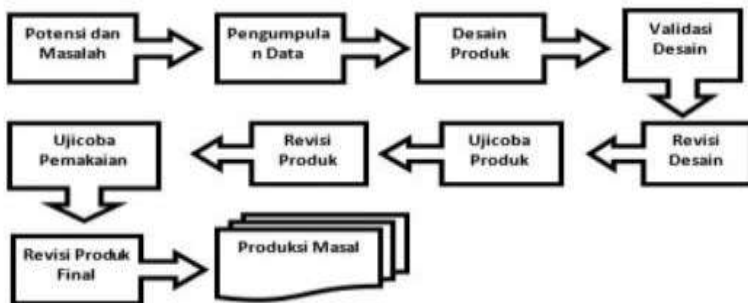 Potensi dan
Masalah
Pengumpula
n Data
Desain
Produk
Validasi
Desain
Revisi
Desain
Ujicoba
Produk
Revisi
Produk
Ujicoba
Pemakaian
Revisi Produk
Final
Produksi Masal